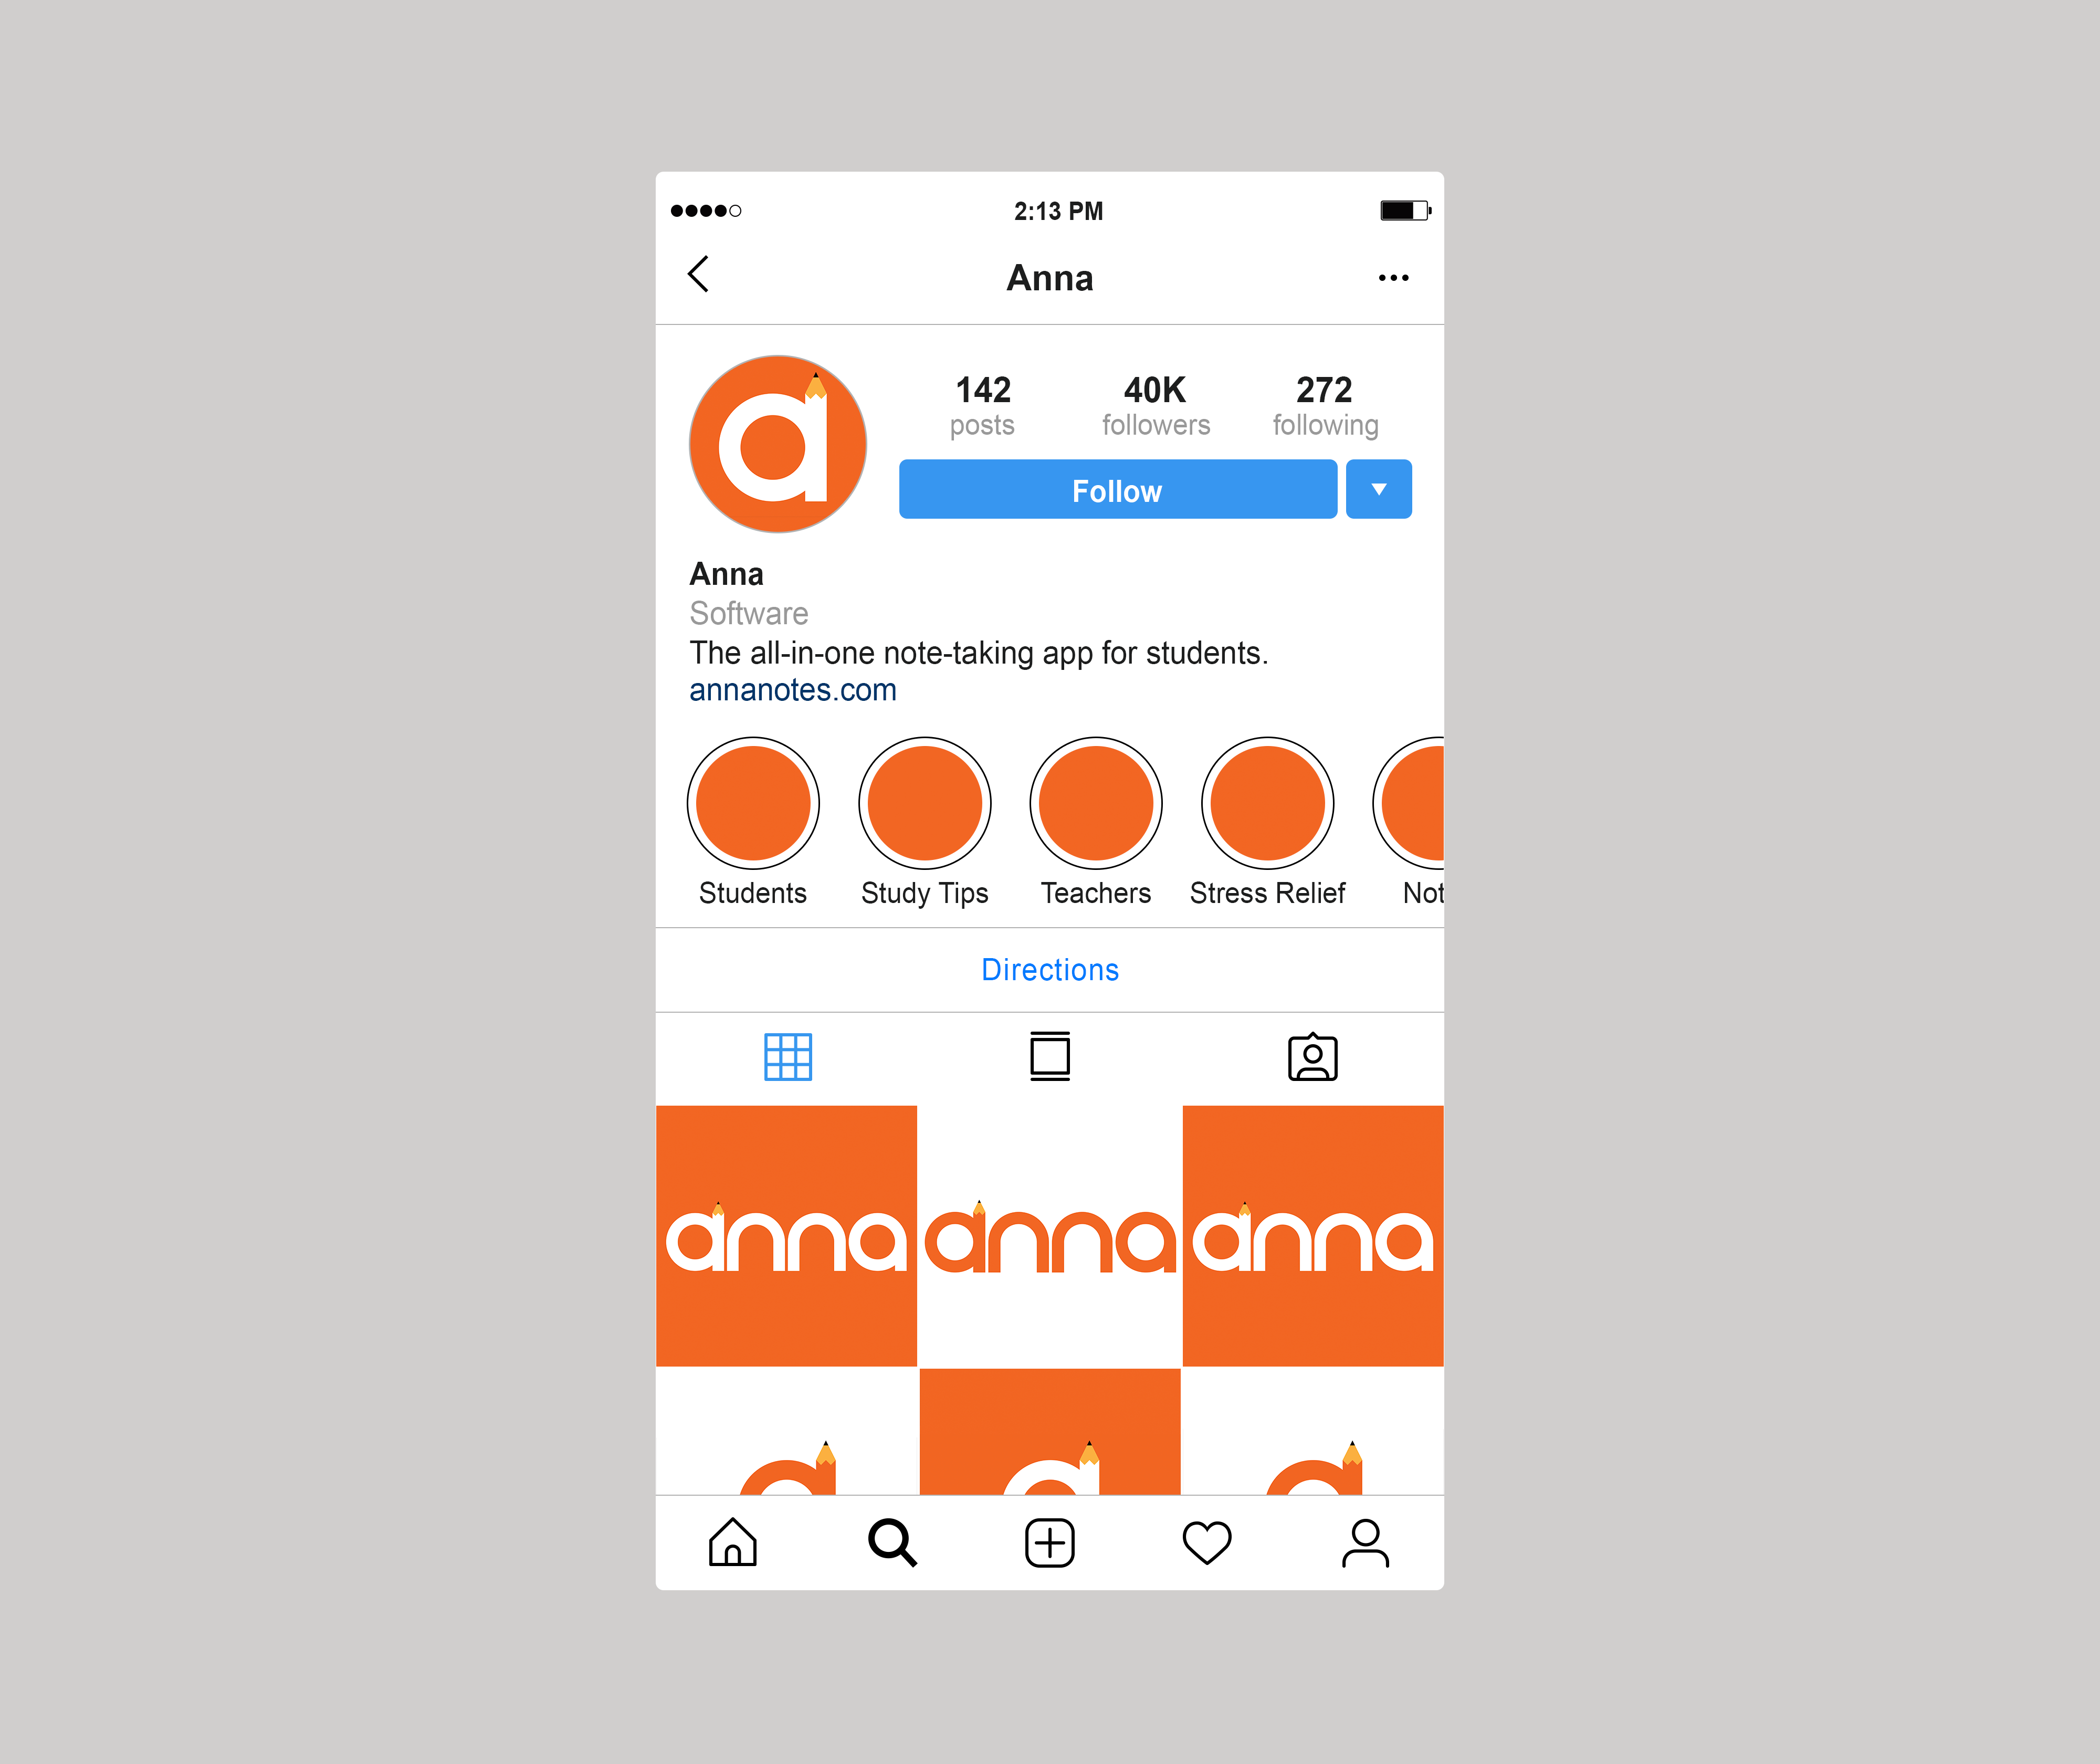 2:13 PM
Anna
142 40K 272
posts followers following
Follow
Anna
Software
The all-in-one note-taking app for students.
annanotes.com
Students Study Tips Teachers Stress Relief Not
Directions
anna anna anna
a a a